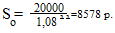 S₀ = 20000 / 1,08¹¹ = 8578 р.